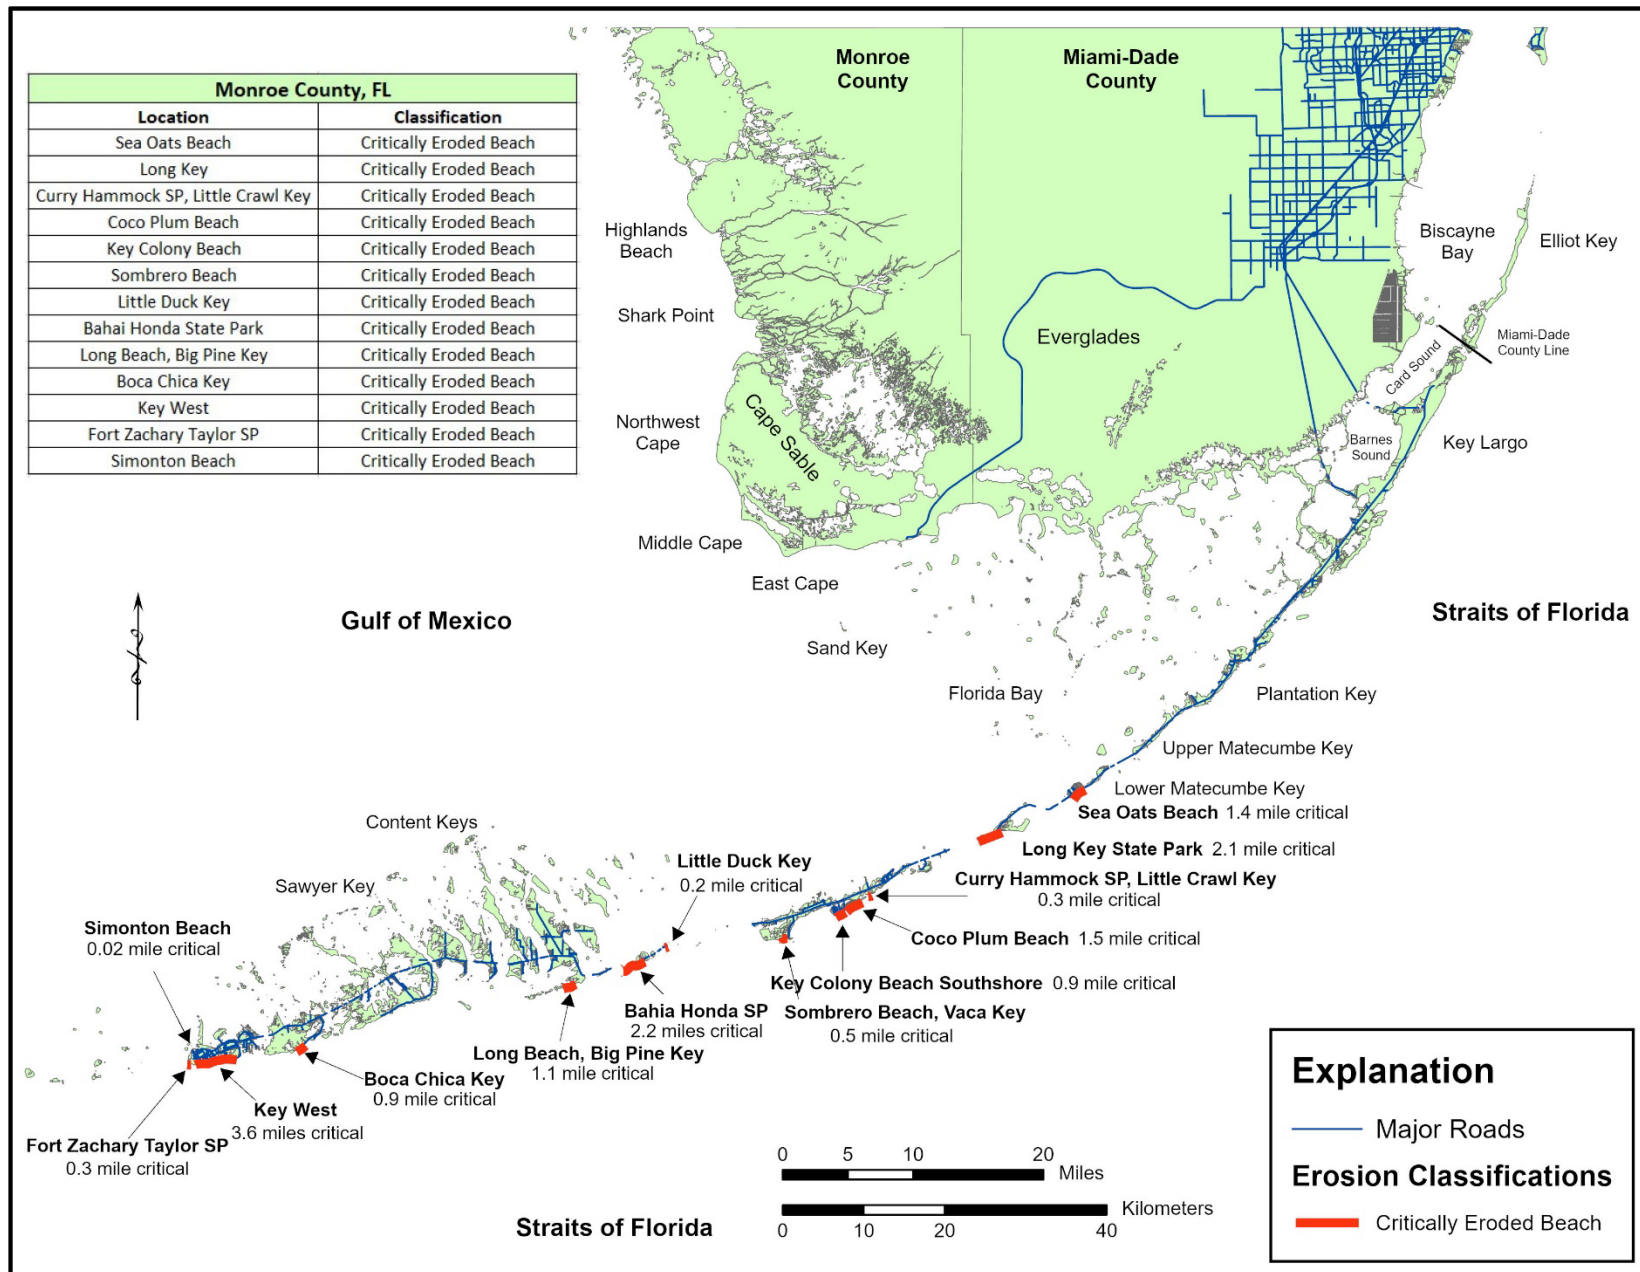 Monroe County, FL
Location Classification
Sea Oats Beach Critically Eroded Beach
Long Key Critically Eroded Beach
Curry Hammock SP, Little Crawl Key Critically Eroded Beach
Coco Plum Beach Critically Eroded Beach
Key Colony Beach Critically Eroded Beach
Sombrero Beach Critically Eroded Beach
Little Duck Key Critically Eroded Beach
Bahai Honda State Park Critically Eroded Beach
Long Beach, Big Pine Key Critically Eroded Beach
Boca Chica Key Critically Eroded Beach
Key West Critically Eroded Beach
Fort Zachary Taylor SP Critically Eroded Beach
Simonton Beach Critically Eroded Beach
Monroe
County
Miami-Dade
County
Highlands
Beach
Biscayne
Bay
Elliot Key
Shark Point
Everglades
Miami-Dade
County Line
Card Sound
Northwest
Cape
Cape Sable
Barnes
Sound
Key Largo
Middle Cape
East Cape
Gulf of Mexico
Straits of Florida
Sand Key
Florida Bay
Plantation Key
Upper Matecumbe Key
Lower Matecumbe Key
Sea Oats Beach 1.4 mile critical
Long Key State Park 2.1 mile critical
Content Keys
Little Duck Key
0.2 mile critical
Curry Hammock SP, Little Crawl Key
0.3 mile critical
Sawyer Key
Simonton Beach
0.02 mile critical
Coco Plum Beach 1.5 mile critical
Key Colony Beach Southshore 0.9 mile critical
Sombrero Beach, Vaca Key
0.5 mile critical
Bahia Honda SP
2.2 miles critical
Long Beach, Big Pine Key
1.1 mile critical
Boca Chica Key
0.9 mile critical
Key West
3.6 miles critical
Fort Zachary Taylor SP
0.3 mile critical
Straits of Florida
0 5 10 20
Miles
Kilometers
0 10 20 40
Explanation
Major Roads
Erosion Classifications
Critically Eroded Beach